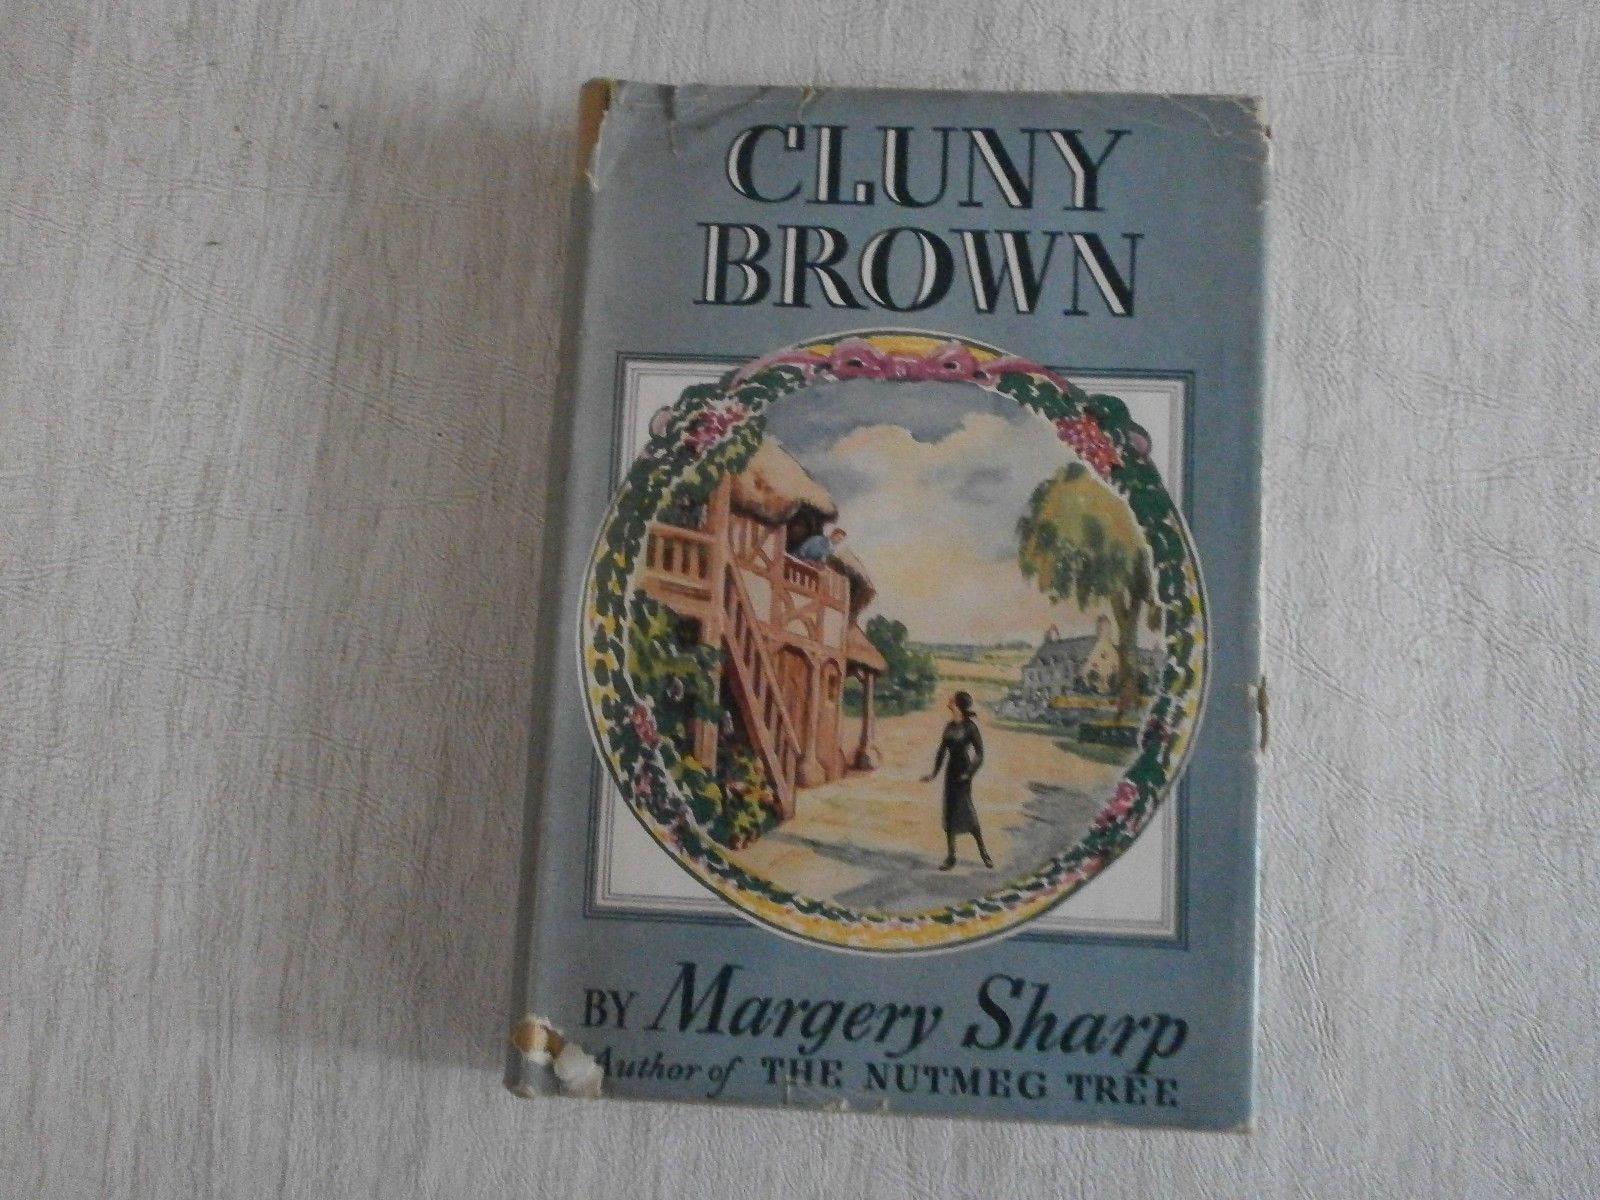 CLUNY
BROWN
BY Margery Sharp
Author of THE NUTMEG TREE